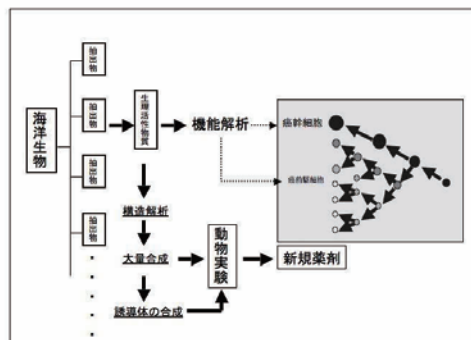 海洋生物
抽出物
抽出物
抽出物
抽出物
生理活性物質
機能解析
癌幹細胞
癌前駆細胞
構造解析
大量合成
誘導体の合成
動物実験
新規薬剤